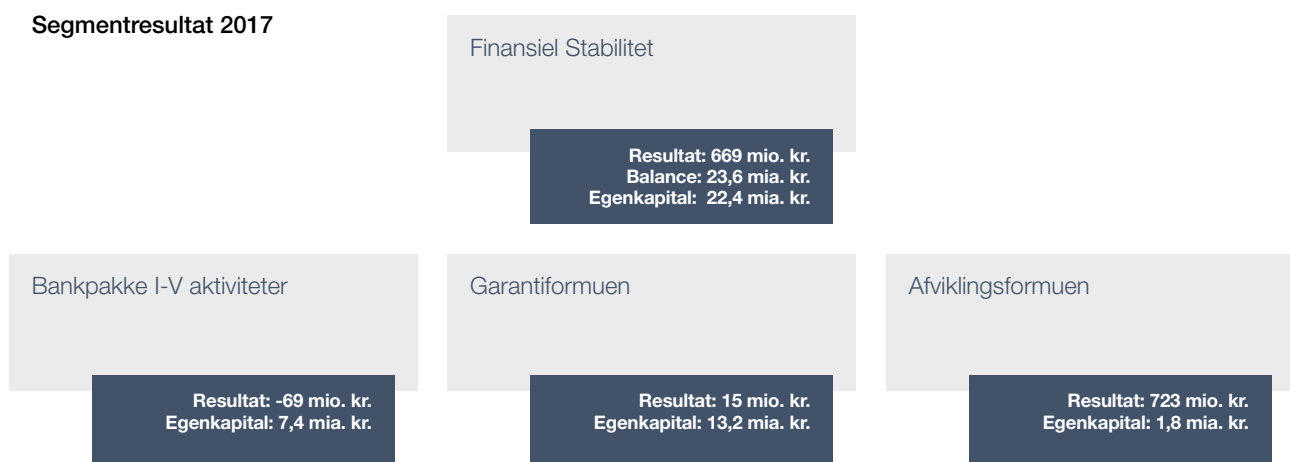 Segmentresultat 2017
Finansiel Stabilitet
Resultat: 669 mio. kr.
Balance: 23,6 mia. kr.
Egenkapital: 22,4 mia. kr.
Bankpakke I-V aktiviteter
Resultat: -69 mio. kr.
Egenkapital: 7,4 mia. kr.
Garantiformuen
Resultat: 15 mio. kr.
Egenkapital: 13,2 mia. kr.
Afviklingsformuen
Resultat: 723 mio. kr.
Egenkapital: 1,8 mia. kr.